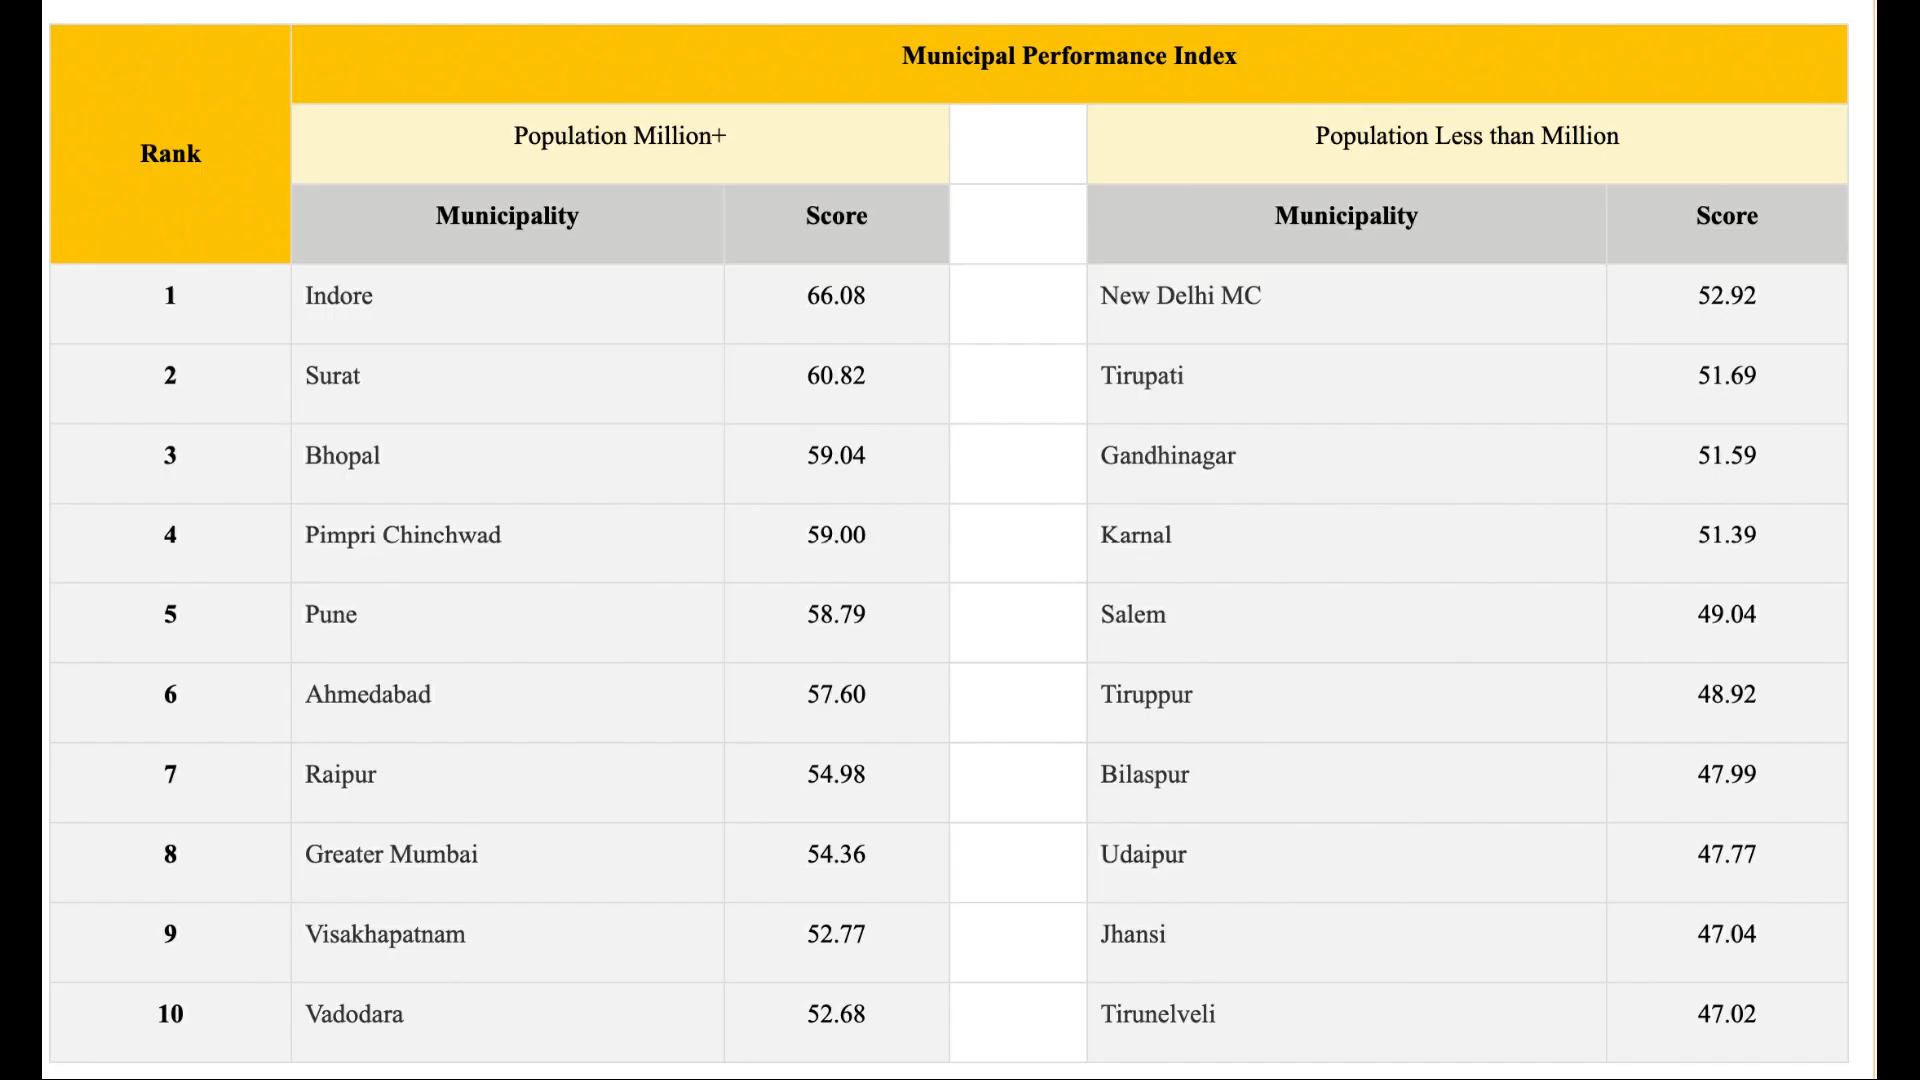 Municipal Performance Index
Rank
Population Million+ Population Less than Million
Municipality Score Municipality Score
1 Indore 66.08 New Delhi MC 52.92
2 Surat 60.82 Tirupati 51.69
3 Bhopal 59.04 Gandhinagar 51.59
4 Pimpri Chinchwad 59.00 Karnal 51.39
5 Pune 58.79 Salem 49.04
6 Ahmedabad 57.60 Tiruppur 48.92
7 Raipur 54.98 Bilaspur 47.99
8 Greater Mumbai 54.36 Udaipur 47.77
9 Visakhapatnam 52.77 Jhansi 47.04
10 Vadodara 52.68 Tirunelveli 47.02